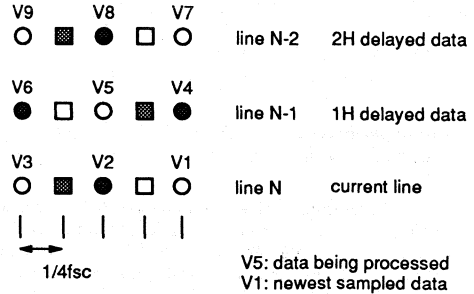 V9 V8 V7
line N-2 2H delayed data
V6 V5 V4
line N-1 1H delayed data
V3 V2 V1
line N current line
1/4fsc
V5: data being processed
V1: newest sampled data